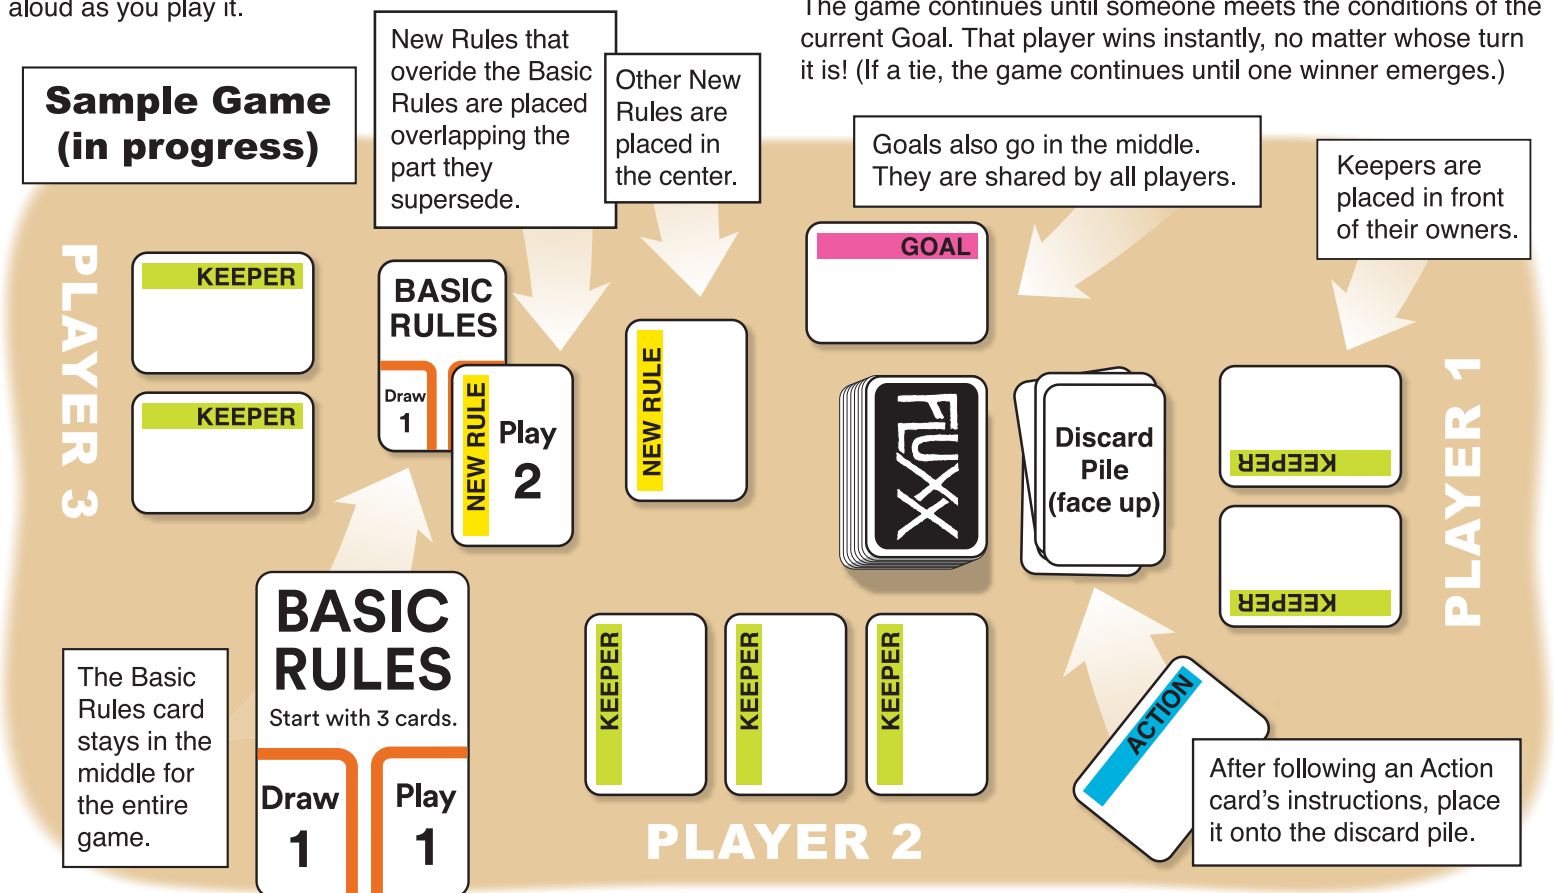 aloud as you play it.
The game continues until someone meets the conditions of the
current Goal. That player wins instantly, no matter whose turn
it is! (If a tie, the game continues until one winner emerges.)
Sample Game
(in progress)
New Rules that
overide the Basic
Rules are placed
overlapping the
part they
supersede.
Other New
Rules are
placed in
the center.
Goals also go in the middle.
They are shared by all players.
Keepers are
placed in front
of their owners.
PLAYER 3
KEEPER
KEEPER
BASIC
RULES
Draw
1
NEW RULE
Play
2
NEW RULE
GOAL
FLUXX
Discard
Pile
(face up)
KEEPER
KEEPER
PLAYER 1
The Basic
Rules card
stays in the
middle for
the entire
game.
BASIC
RULES
Start with 3 cards.
Draw
1
Play
1
KEEPER
KEEPER
KEEPER
PLAYER 2
ACTION
After following an Action
card's instructions, place
it onto the discard pile.